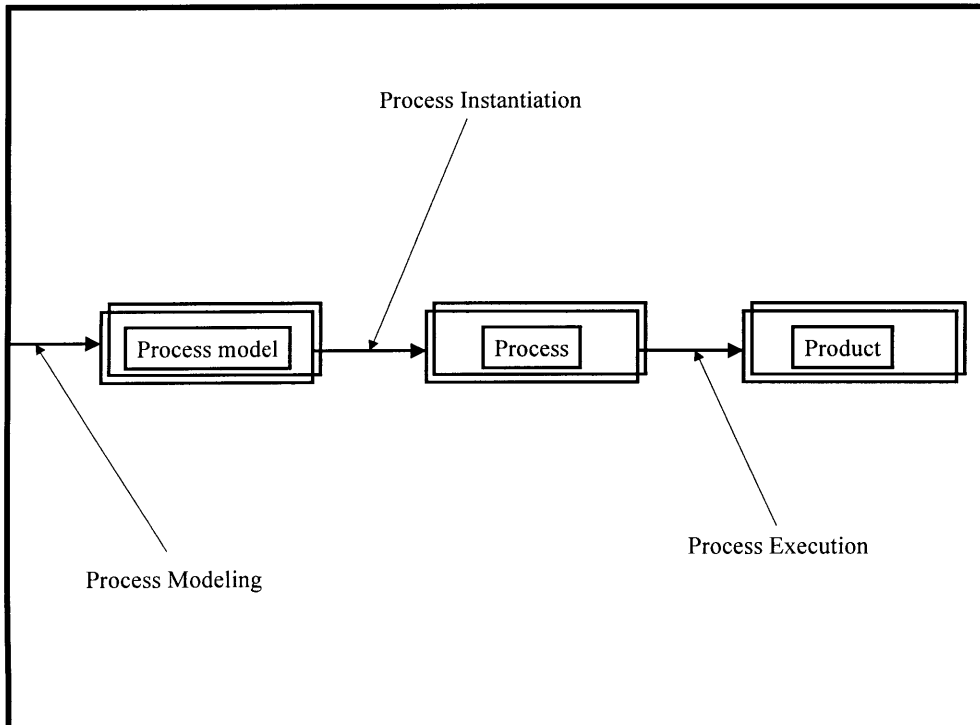 Process Instantiation
Process model
Process
Product
Process Execution
Process Modeling